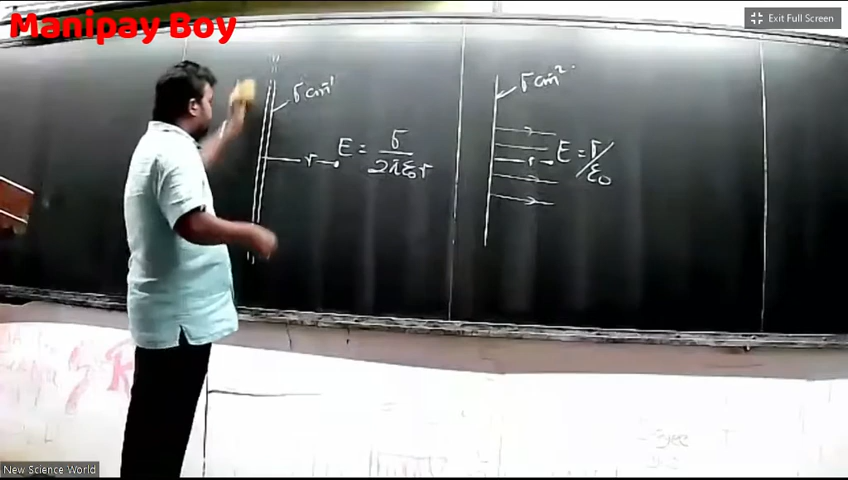 Manipay Boy
Exit Full Screen
σ cm⁻¹
r
E = σ / 2πε₀r
σ cm⁻²
r
E = σ/ε₀
New Science World